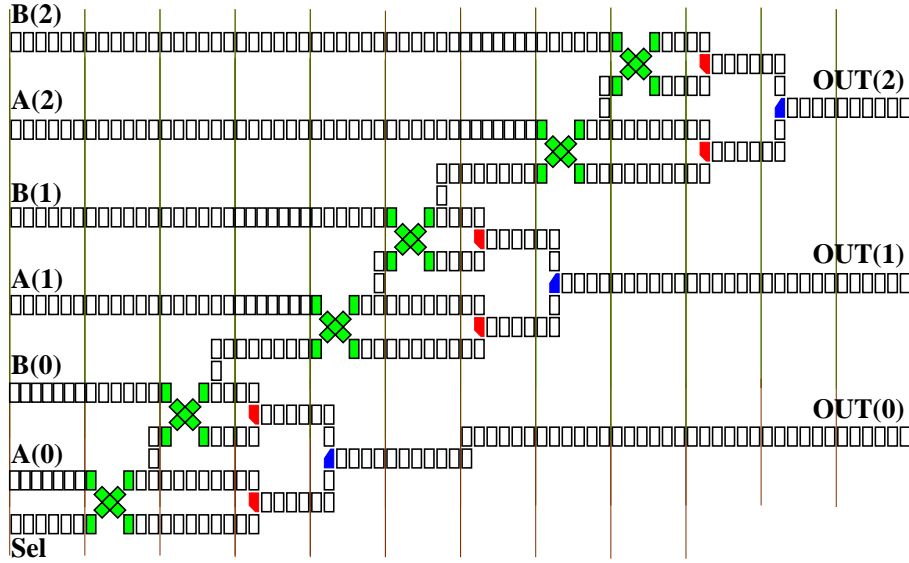 B(2)
OUT(2)
A(2)
B(1)
OUT(1)
A(1)
B(0)
OUT(0)
A(0)
Sel